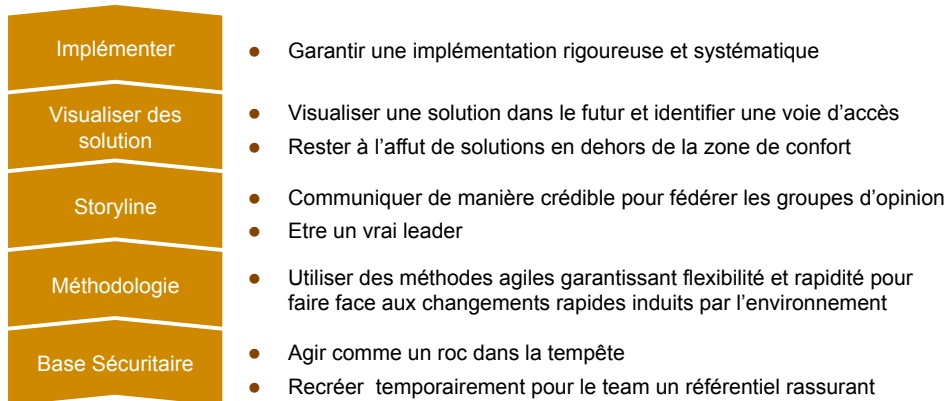 Implémenter
● Garantir une implémentation rigoureuse et systématique
Visualiser des
solution
● Visualiser une solution dans le futur et identifier une voie d’accès
● Rester à l’affut de solutions en dehors de la zone de confort
Storyline
● Communiquer de manière crédible pour fédérer les groupes d’opinion
● Etre un vrai leader
Méthodologie
● Utiliser des méthodes agiles garantissant flexibilité et rapidité pour
faire face aux changements rapides induits par l’environnement
Base Sécuritaire
● Agir comme un roc dans la tempête
● Recréer  temporairement pour le team un référentiel rassurant